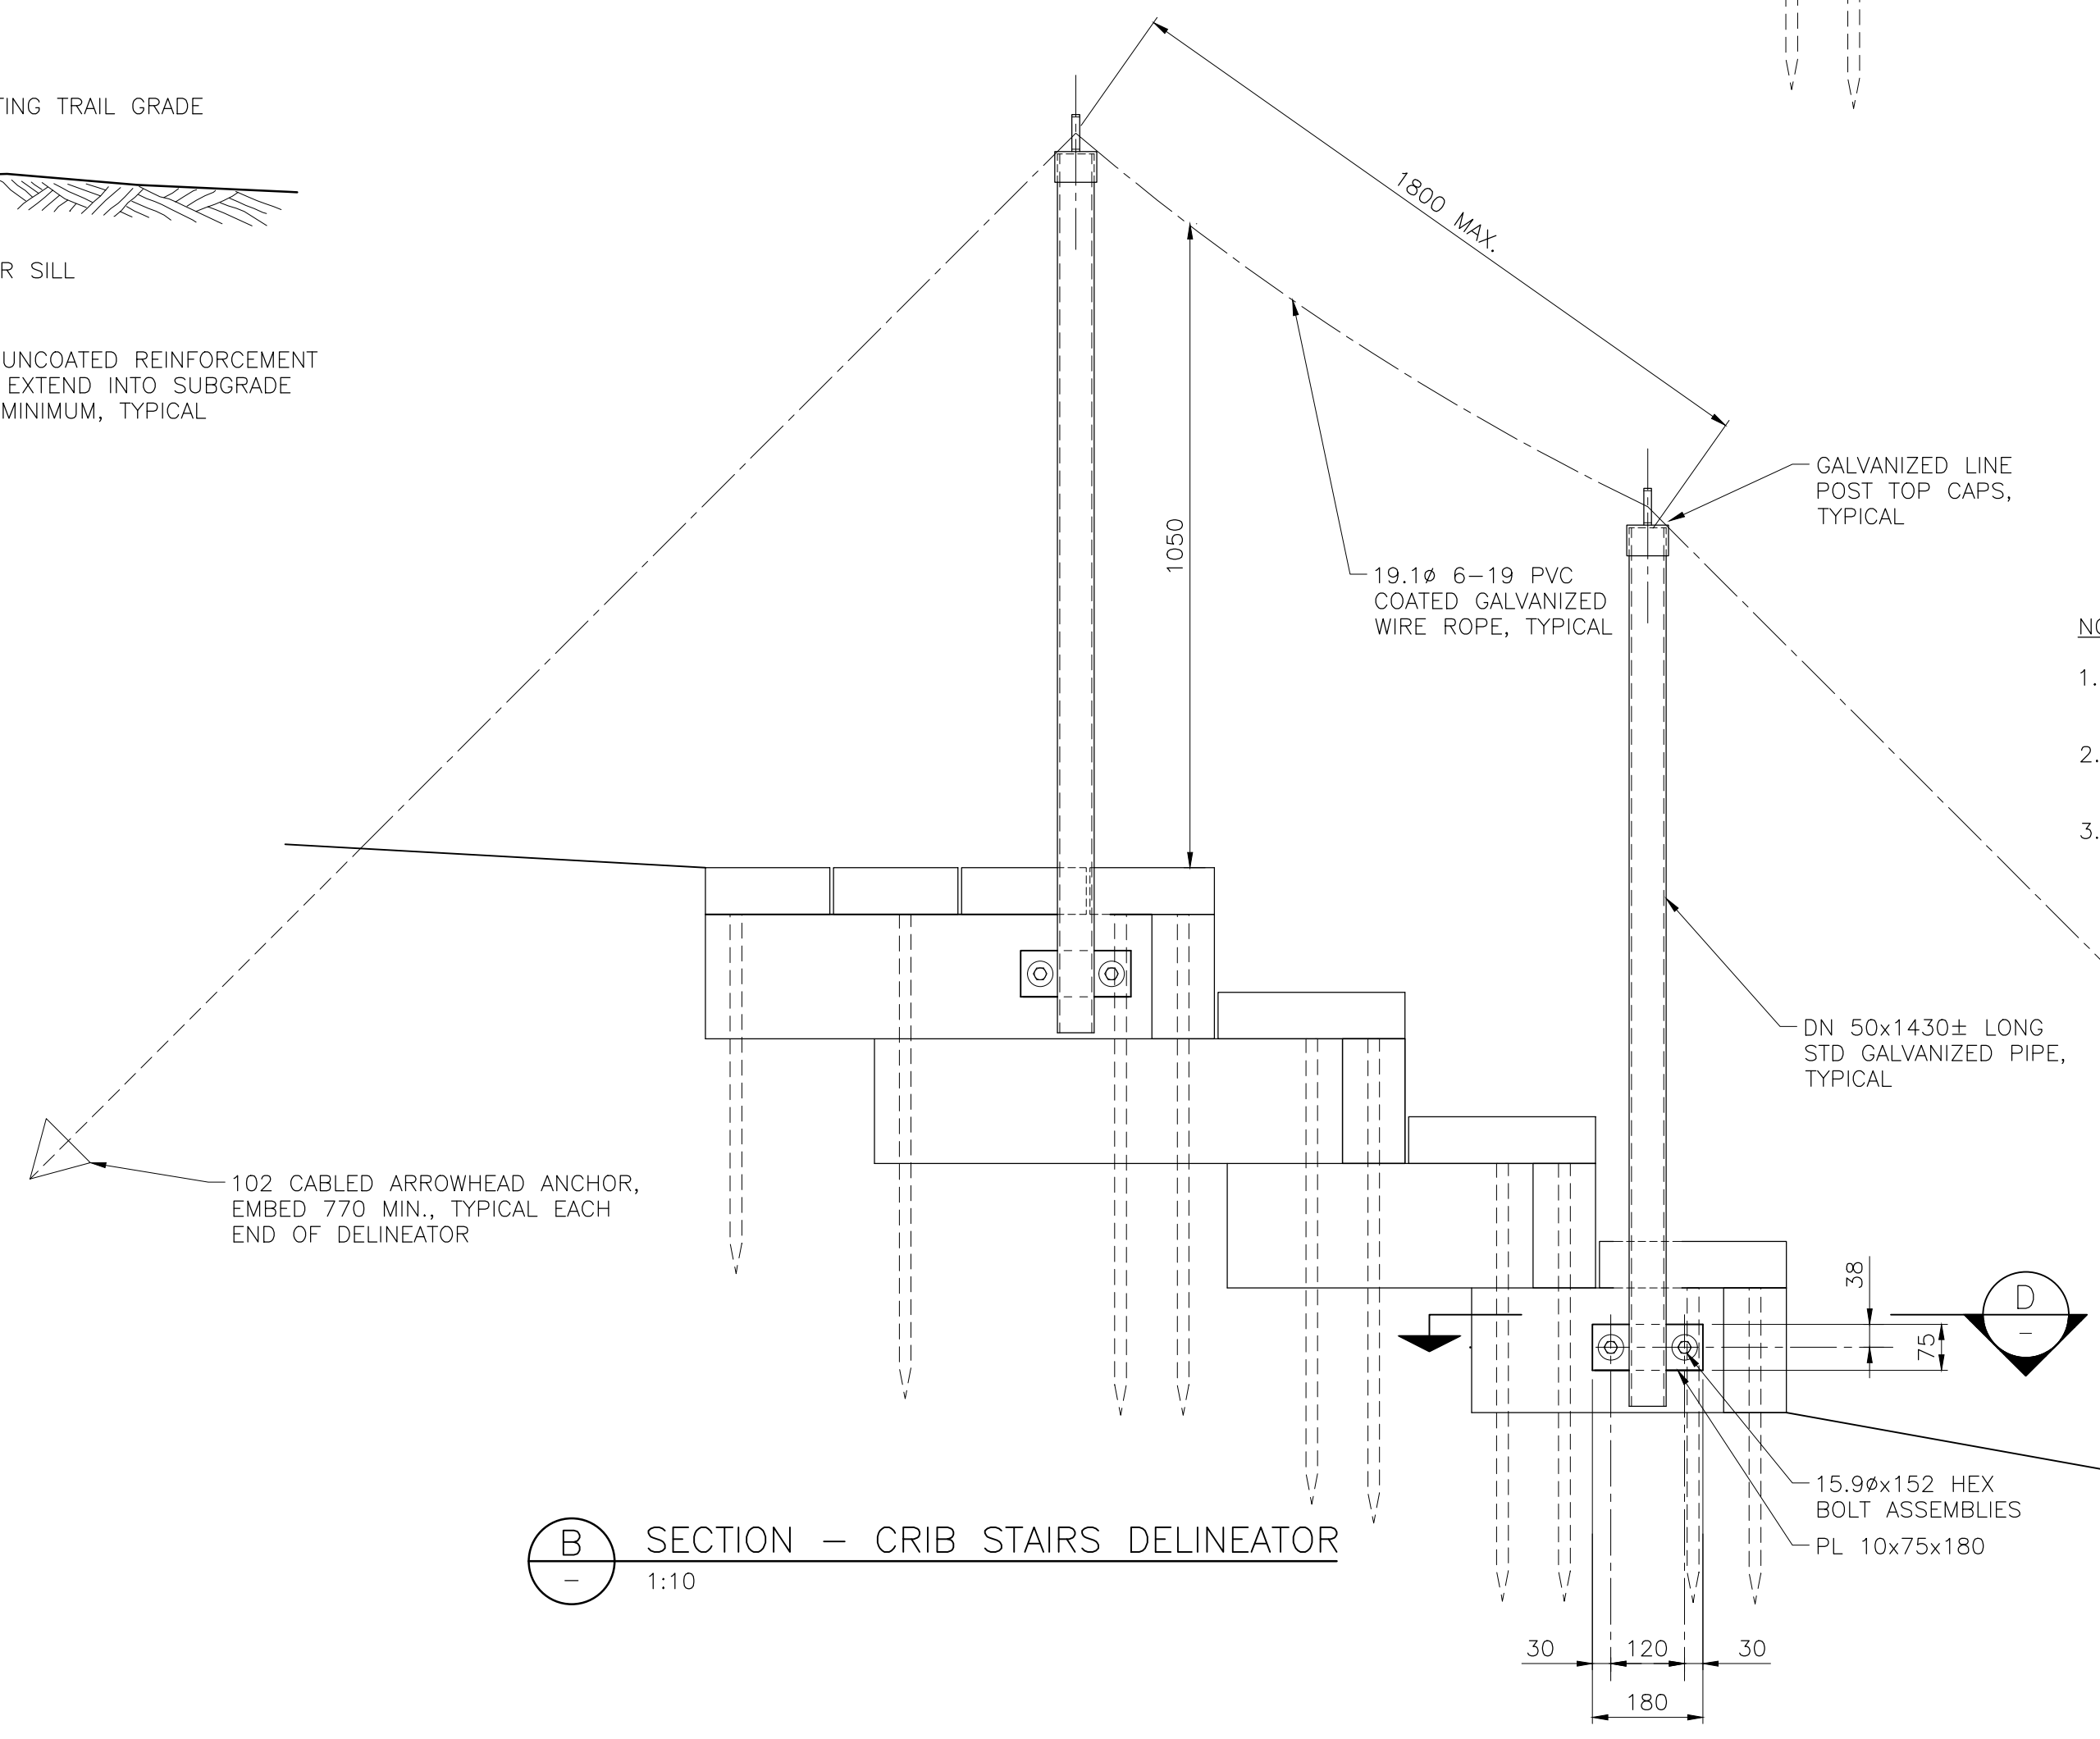 TING TRAIL GRADE
R SILL
UNCOATED REINFORCEMENT
EXTEND INTO SUBGRADE
MINIMUM, TYPICAL
1800 MAX.
1050
GALVANIZED LINE
POST TOP CAPS,
TYPICAL
19.1ø 6-19 PVC
COATED GALVANIZED
WIRE ROPE, TYPICAL
1.
2.
3.
DN 50x1430± LONG
STD GALVANIZED PIPE,
TYPICAL
102 CABLED ARROWHEAD ANCHOR,
EMBED 770 MIN., TYPICAL EACH
END OF DELINEATOR
38
75
D
-
15.9øx152 HEX
BOLT ASSEMBLIES
PL 10x75x180
30 120 30
180
B
-
SECTION - CRIB STAIRS DELINEATOR
1:10